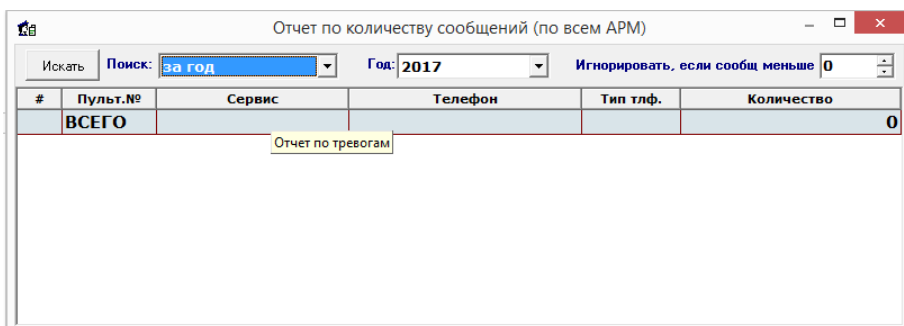 Отчет по количеству сообщений (по всем АРМ)
Искать Поиск: за год Год: 2017 Игнорировать, если сообщ меньше 0
# Пульт.№ Сервис Телефон Тип тлф. Количество
ВСЕГО 0
Отчет по тревогам